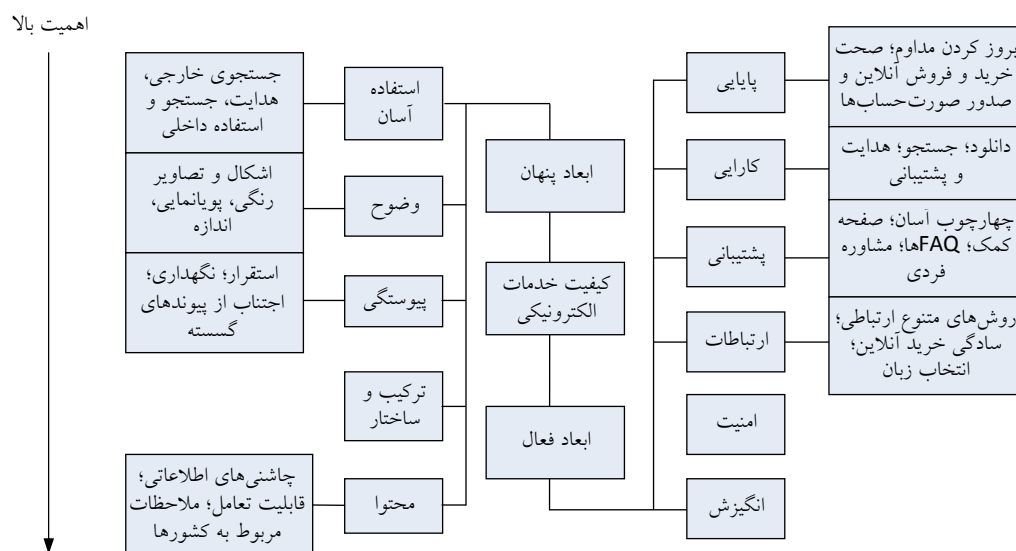 اهمیت بالا
بروز کردن مداوم؛ صحت
خرید و فروش آنلاین و
صدور صورت‌حساب‌ها
پایایی
دانلود؛ جستجو؛ هدایت
و پشتیبانی
کارایی
چهارچوب آسان؛ صفحه
کمک؛ FAQها؛ مشاوره
فردی
پشتیبانی
روش‌های متنوع ارتباطی؛
سادگی خرید آنلاین؛
انتخاب زبان
ارتباطات
امنیت
انگیزش
ابعاد پنهان
کیفیت خدمات
الکترونیکی
ابعاد فعال
استفاده
آسان
جستجوی خارجی،
هدایت، جستجو و
استفاده داخلی
وضوح
اشکال و تصاویر
رنگی، پویانمایی،
اندازه
پیوستگی
استقرار؛ نگهداری؛
اجتناب از پیوندهای
گسسته
ترکیب و
ساختار
محتوا
چاشنی‌های اطلاعاتی؛
قابلیت تعامل؛ ملاحظات
مربوط به کشورها